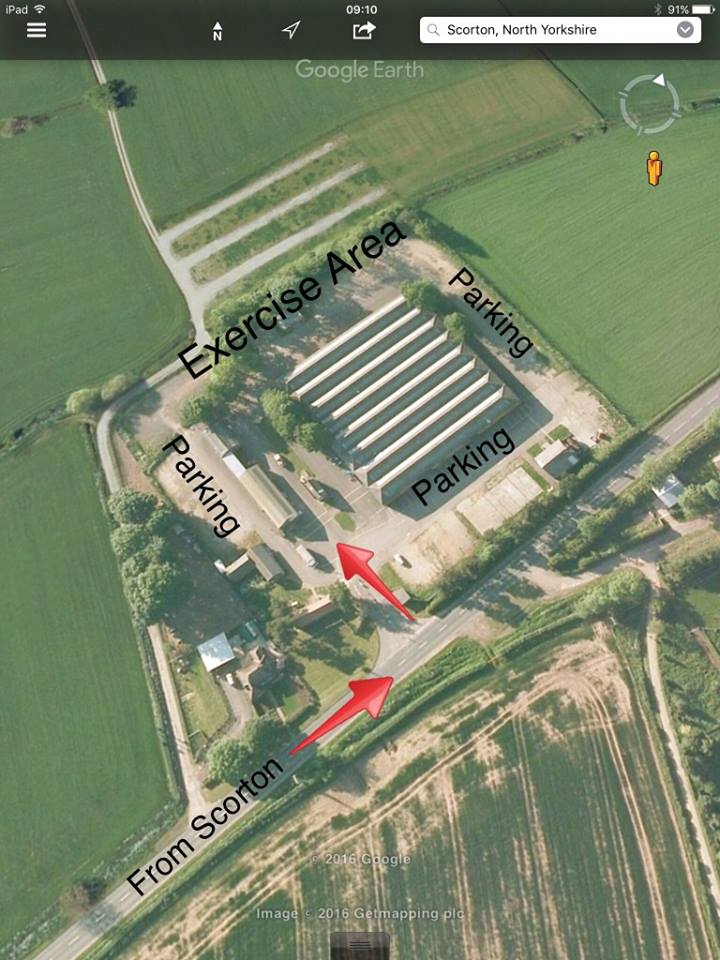 iPad
09:10
91%
N
Scorton, North Yorkshire
Google Earth
Exercise Area
Parking
Parking
Parking
From Scorton
© 2016 Google
Image © 2016 Getmapping plc